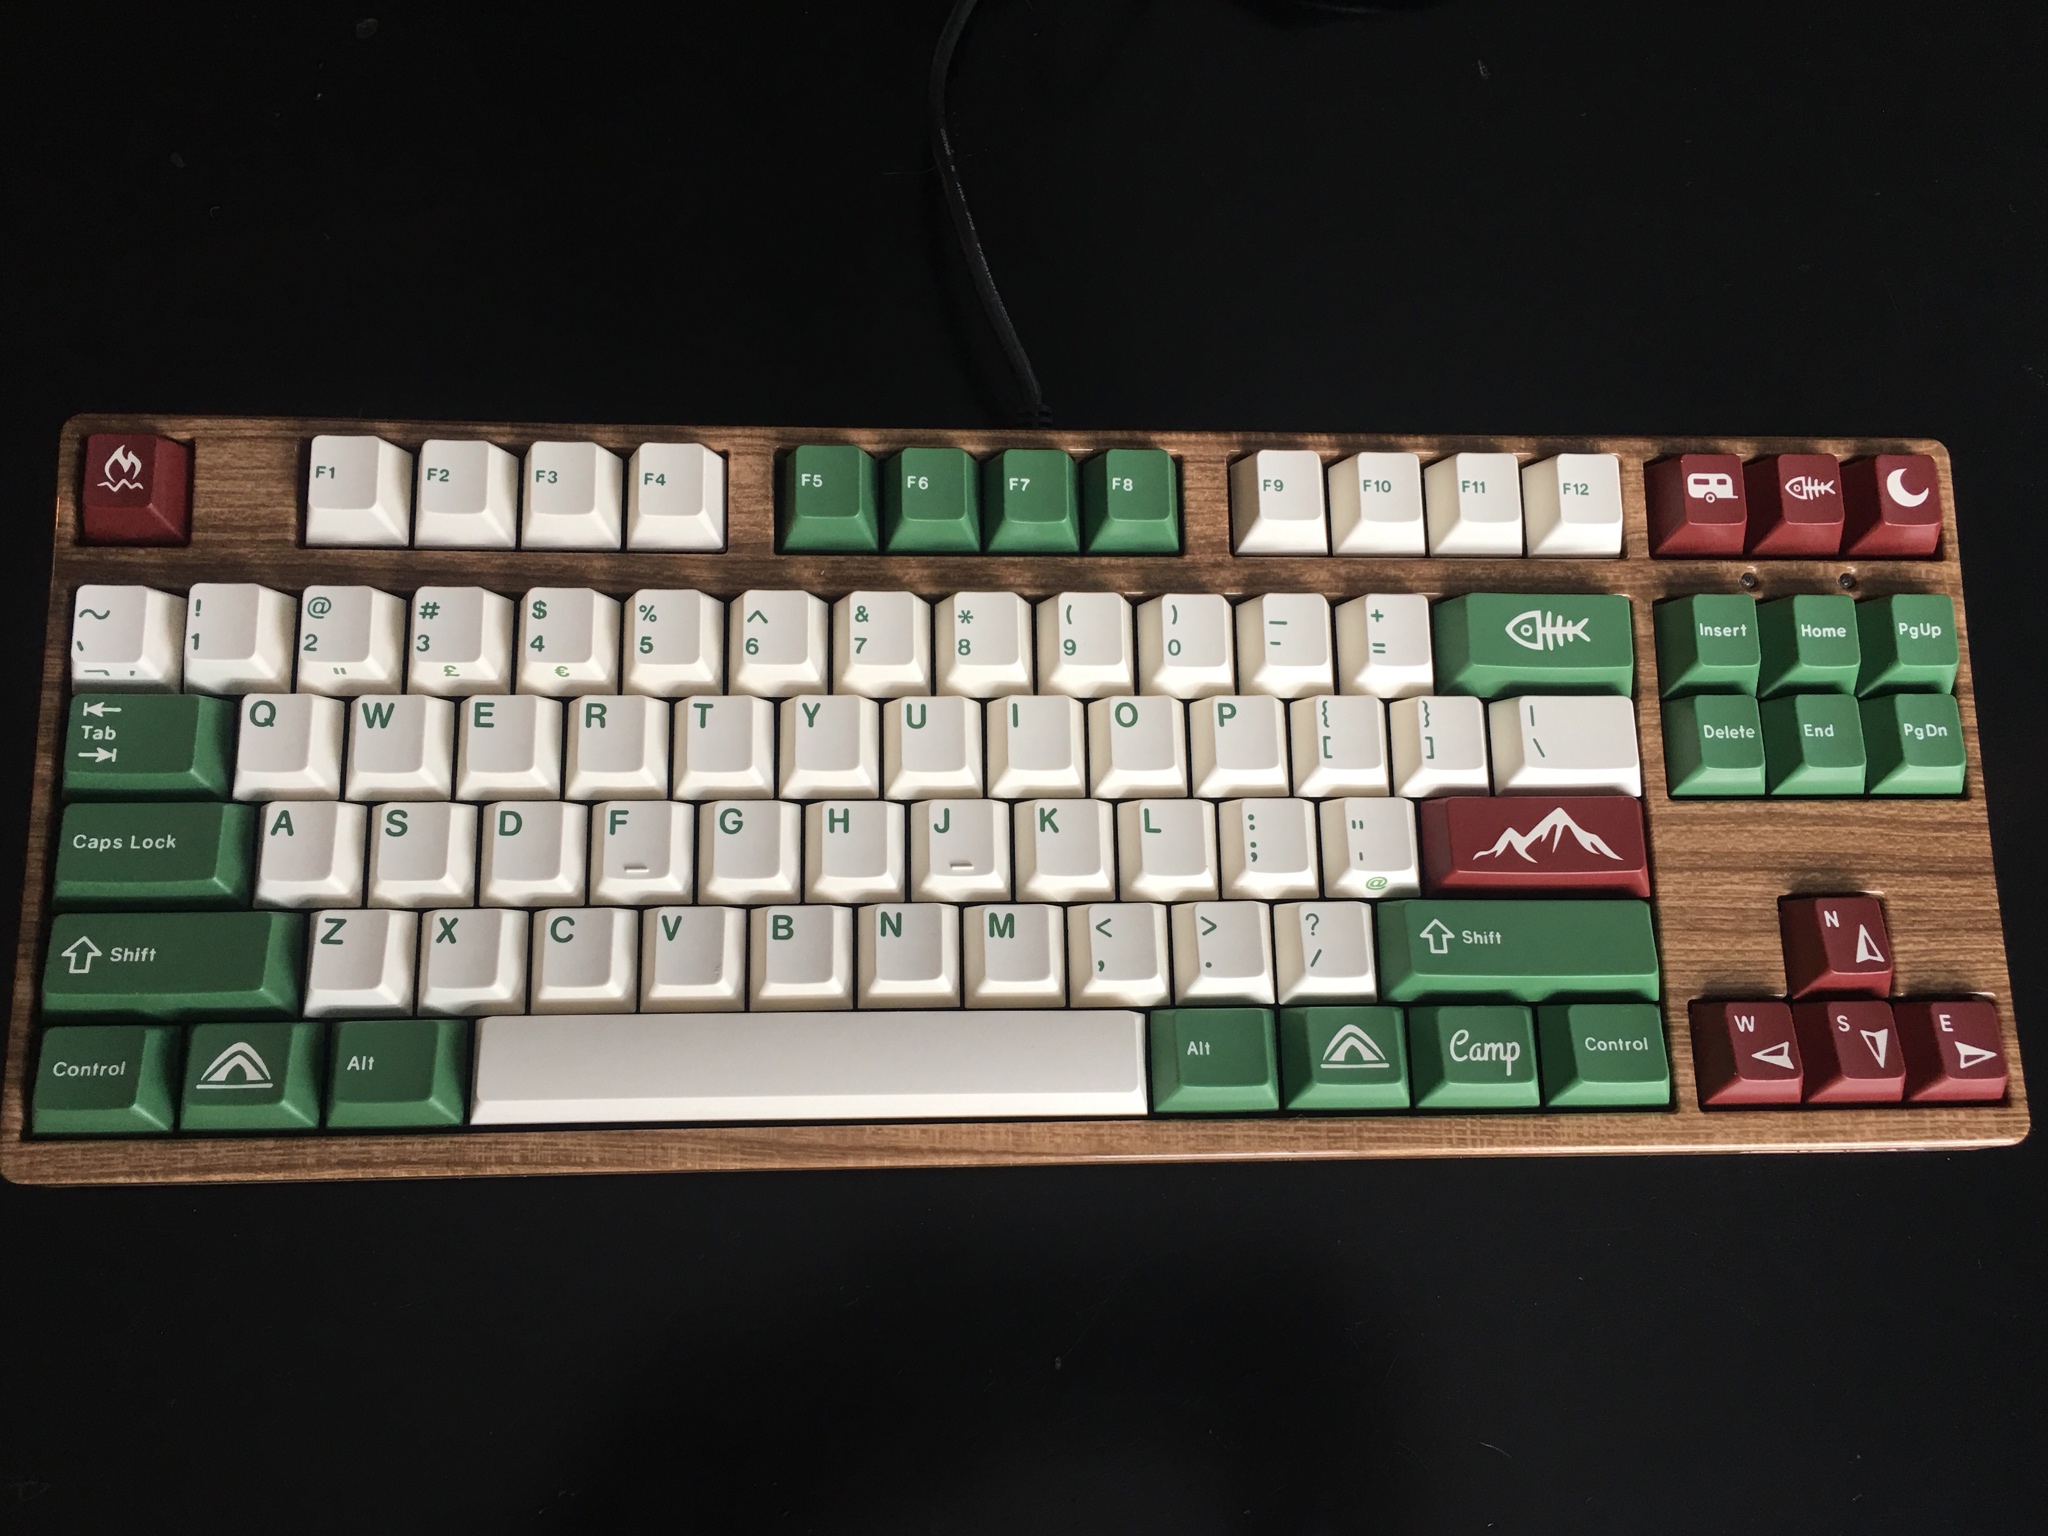 F1 F2 F3 F4 F5 F6 F7 F8 F9 F10 F11 F12
~ ! @ # $ % ^ & * ( ) _ +
` 1 2 3 4 5 6 7 8 9 0 - =
¬ ' " £ €
Insert Home PgUp
Tab Q W E R T Y U I O P { } |
[ ] \
Delete End PgDn
Caps Lock A S D F G H J K L : "
; '
@
Shift Z X C V B N M < > ? Shift
, . /
N
Control Alt Alt Camp Control
W S E